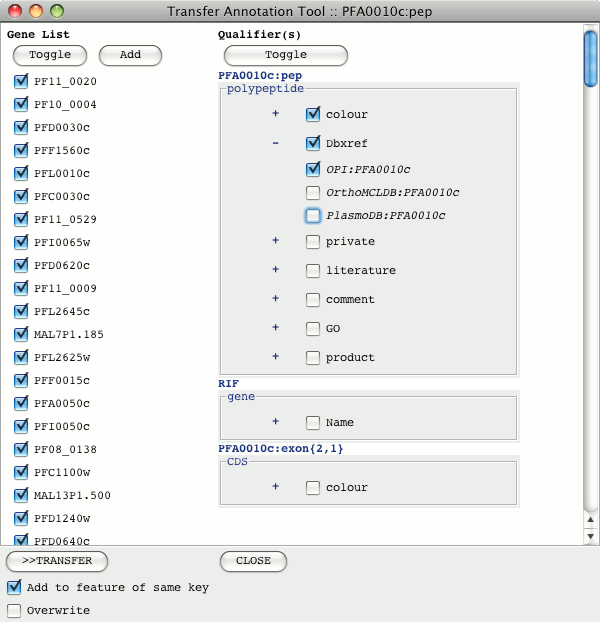 Transfer Annotation Tool :: PFA0010c:pep
Gene List
Toggle Add
PF11_0020
PF10_0004
PFD0030c
PFF1560c
PFL0010c
PFC0030c
PF11_0529
PFI0065w
PFD0620c
PF11_0009
PFL2645c
MAL7P1.185
PFL2625w
PFF0015c
PFA0050c
PFI0050c
PF08_0138
PFC1100w
MAL13P1.500
PFD1240w
PFD0640c
Qualifier(s)
Toggle
PFA0010c:pep
polypeptide
+ colour
- Dbxref
OPI:PFA0010c
OrthoMCLDB:PFA0010c
PlasmoDB:PFA0010c
+ private
+ literature
+ comment
+ GO
+ product
RIF
gene
+ Name
PFA0010c:exon{2,1}
CDS
+ colour
>>TRANSFER CLOSE
Add to feature of same key
Overwrite